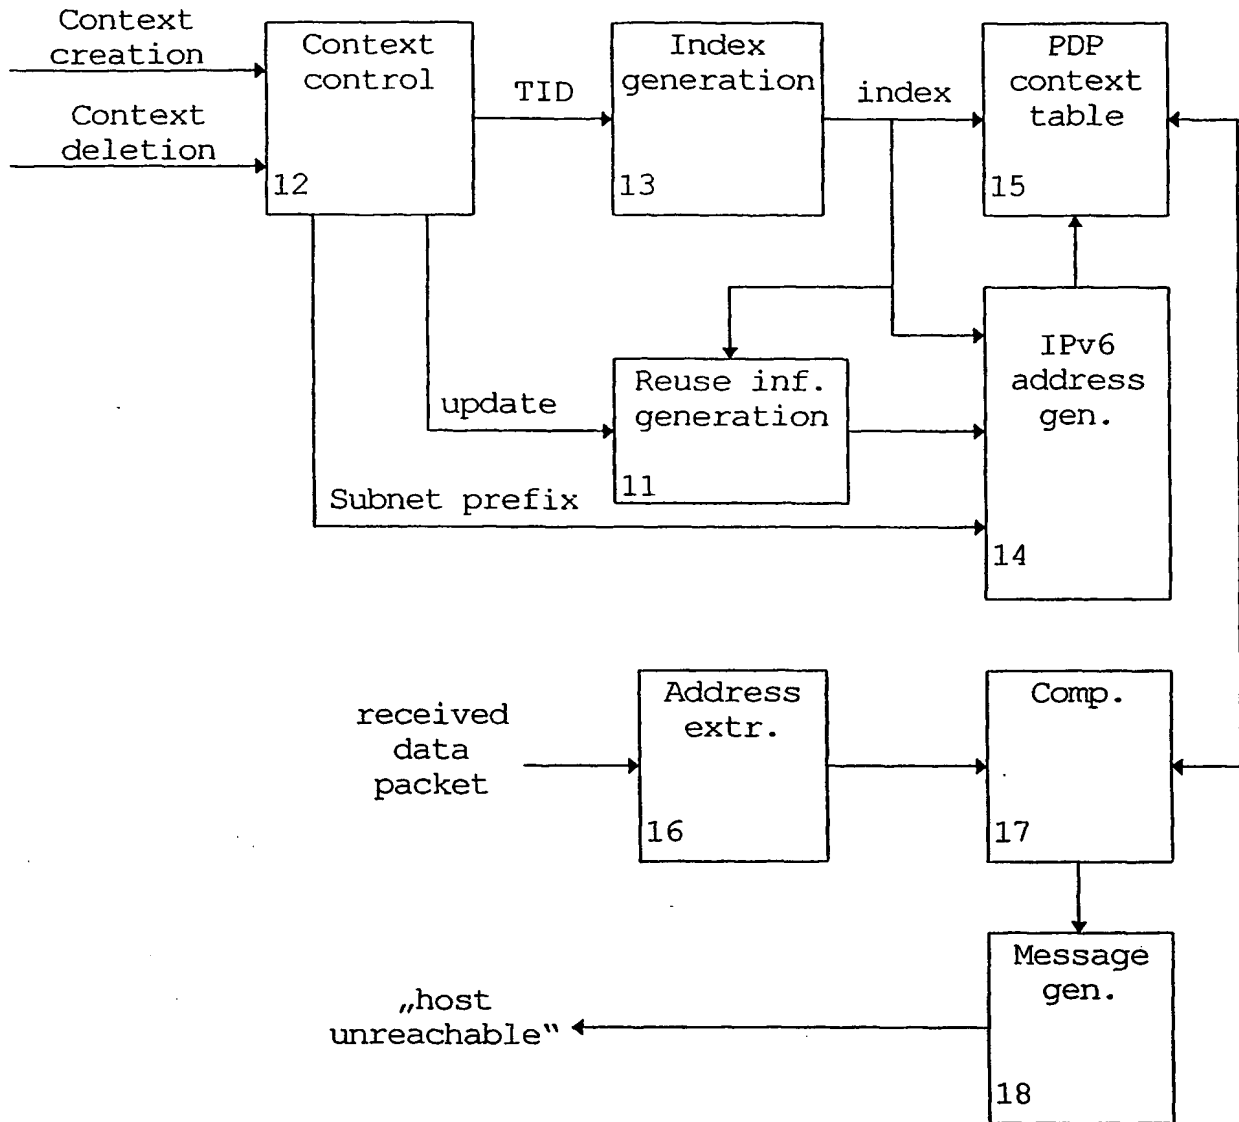 Context
creation
Context
deletion
Context
control
12
TID
Index
generation
13
index
PDP
context
table
15
update
Reuse inf.
generation
11
Subnet prefix
IPv6
address
gen.
14
received
data
packet
Address
extr.
16
Comp.
17
Message
gen.
18
„host
unreachable“